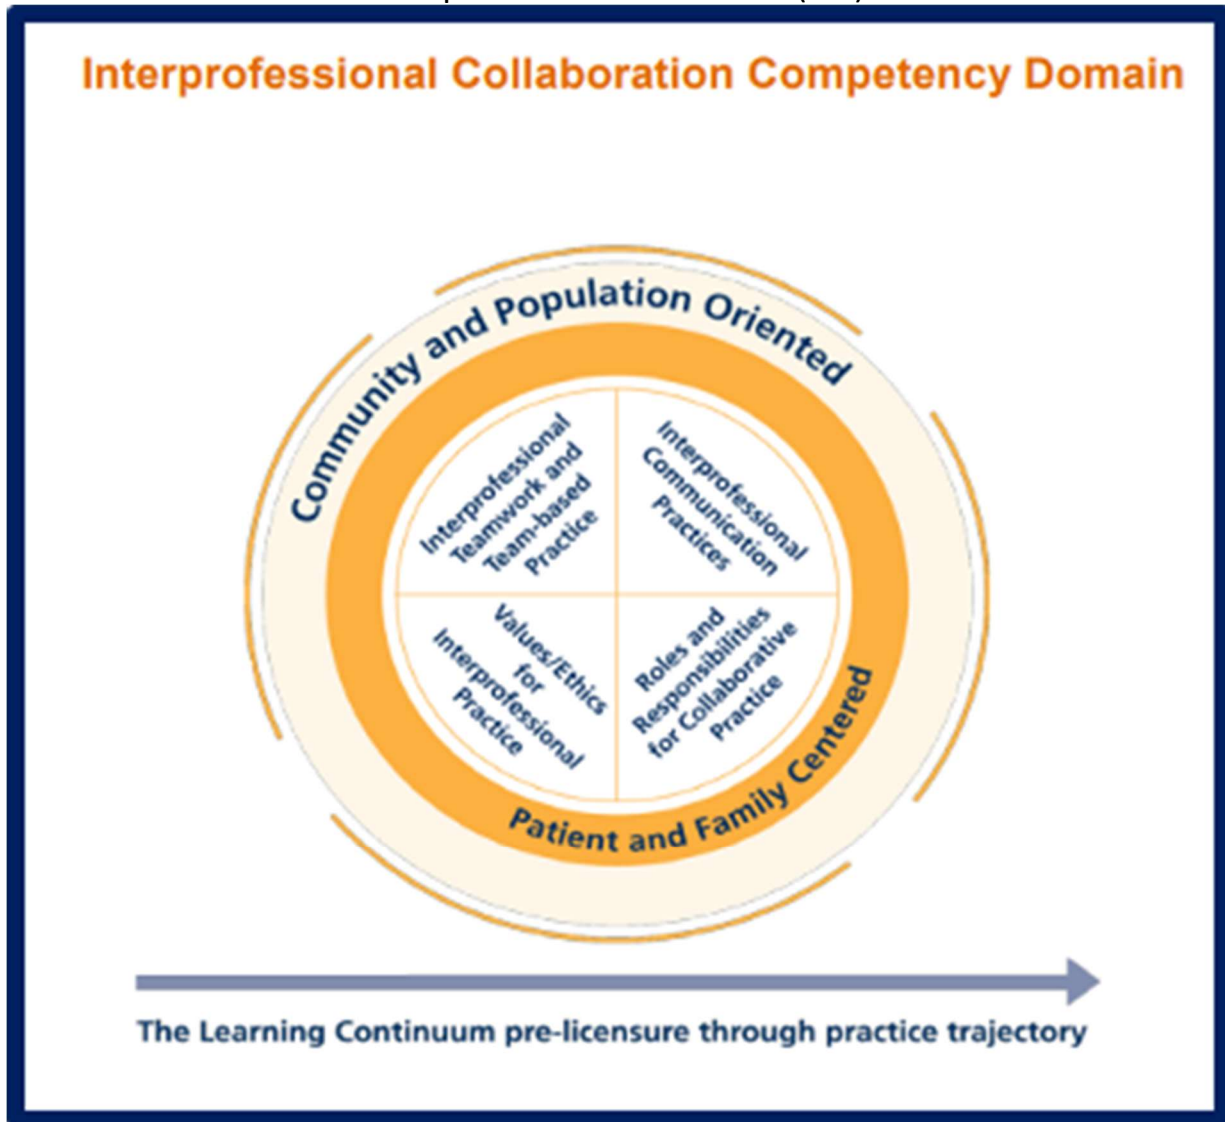 Interprofessional Collaboration Competency Domain
Community and Population Oriented
Interprofessional
Teamwork and
Team-based
Practice
Interprofessional
Communication
Practices
Values/Ethics
for
Interprofessional
Practice
Roles and
Responsibilities
for Collaborative
Practice
Patient and Family Centered
The Learning Continuum pre-licensure through practice trajectory